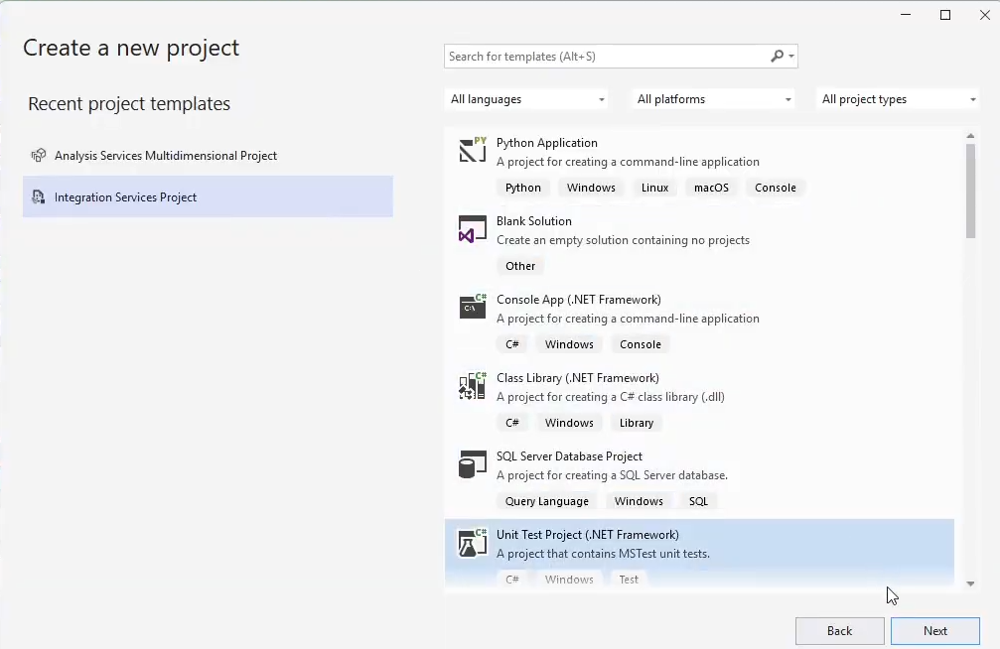 Create a new project
Recent project templates
Analysis Services Multidimensional Project
Integration Services Project
Search for templates (Alt+S)
All languages All platforms All project types
PY
Python Application
A project for creating a command-line application
Python Windows Linux macOS Console
Blank Solution
Create an empty solution containing no projects
Other
C#
Console App (.NET Framework)
A project for creating a command-line application
C# Windows Console
C#
Class Library (.NET Framework)
A project for creating a C# class library (.dll)
C# Windows Library
SQL Server Database Project
A project for creating a SQL Server database.
Query Language Windows SQL
C#
Unit Test Project (.NET Framework)
A project that contains MSTest unit tests.
C# Windows Test
Back Next